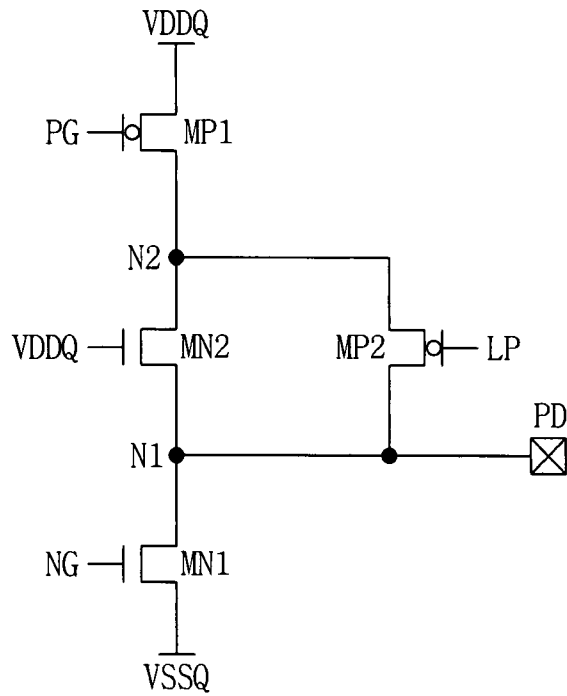 VDDQ
PG MP1
N2
VDDQ MN2 MP2 LP
PD
N1
NG MN1
VSSQ